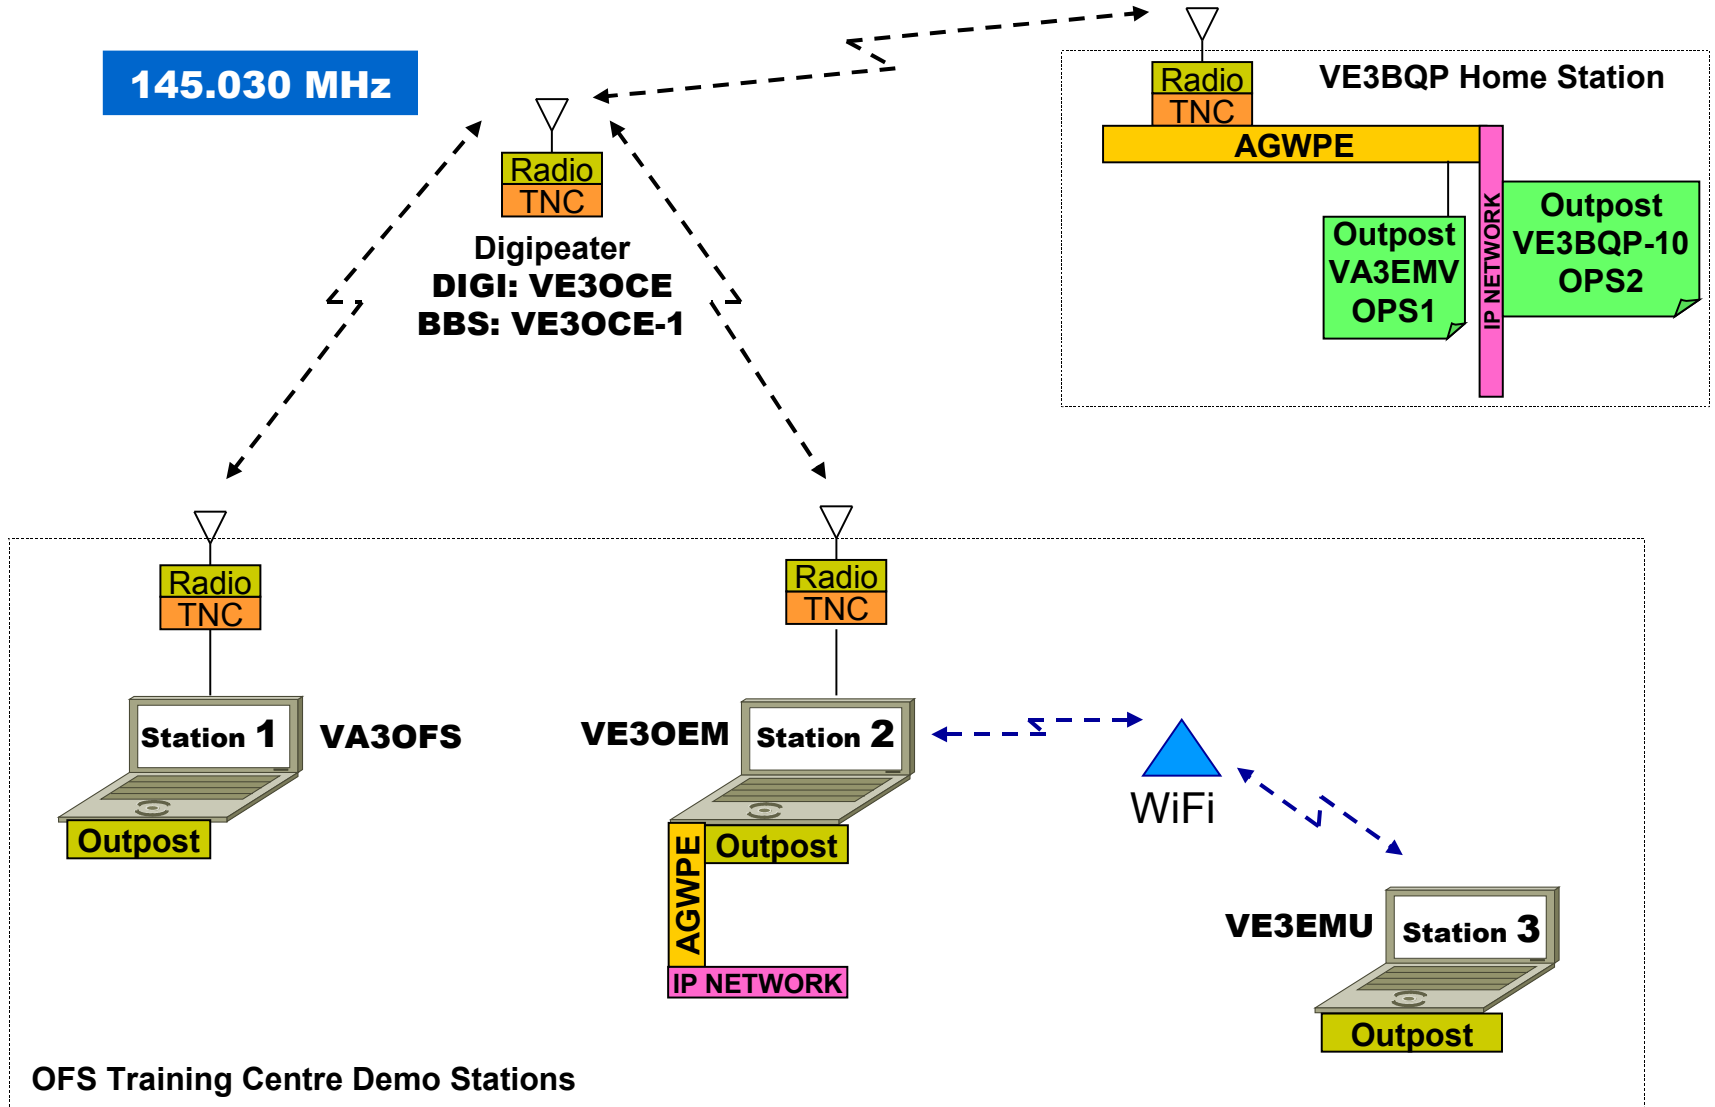 145.030 MHz
Radio
TNC
Digipeater
DIGI: VE3OCE
BBS: VE3OCE-1
VE3BQP Home Station
Radio
TNC
AGWPE
IP NETWORK
Outpost
VA3EMV
OPS1
Outpost
VE3BQP-10
OPS2
Radio
TNC
Station 1
VA3OFS
Outpost
Radio
TNC
VE3OEM
Station 2
AGWPE
Outpost
IP NETWORK
WiFi
VE3EMU
Station 3
Outpost
OFS Training Centre Demo Stations